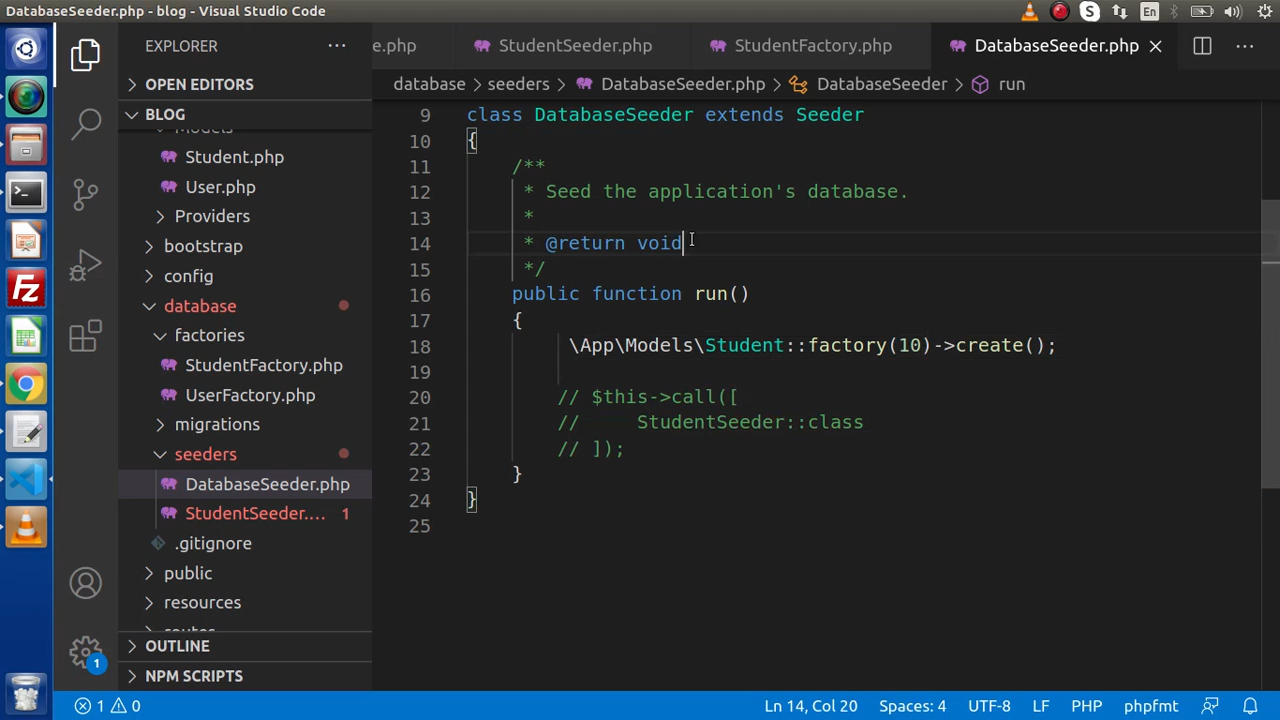 DatabaseSeeder.php - blog - Visual Studio Code
En
EXPLORER
e.php
StudentSeeder.php
StudentFactory.php
DatabaseSeeder.php
OPEN EDITORS
database > seeders > DatabaseSeeder.php > DatabaseSeeder > run
BLOG
Student.php
User.php
Providers
bootstrap
config
database
factories
StudentFactory.php
UserFactory.php
migrations
seeders
DatabaseSeeder.php
StudentSeeder.... 1
.gitignore
public
resources
OUTLINE
NPM SCRIPTS
9 class DatabaseSeeder extends Seeder
10 {
11 /**
12 * Seed the application's database.
13 *
14 * @return void
15 */
16 public function run()
17 {
18 \App\Models\Student::factory(10)->create();
19
20 // $this->call([
21 // StudentSeeder::class
22 // ]);
23 }
24 }
25
1
1 0
Ln 14, Col 20
Spaces: 4
UTF-8
LF
PHP
phpfmt